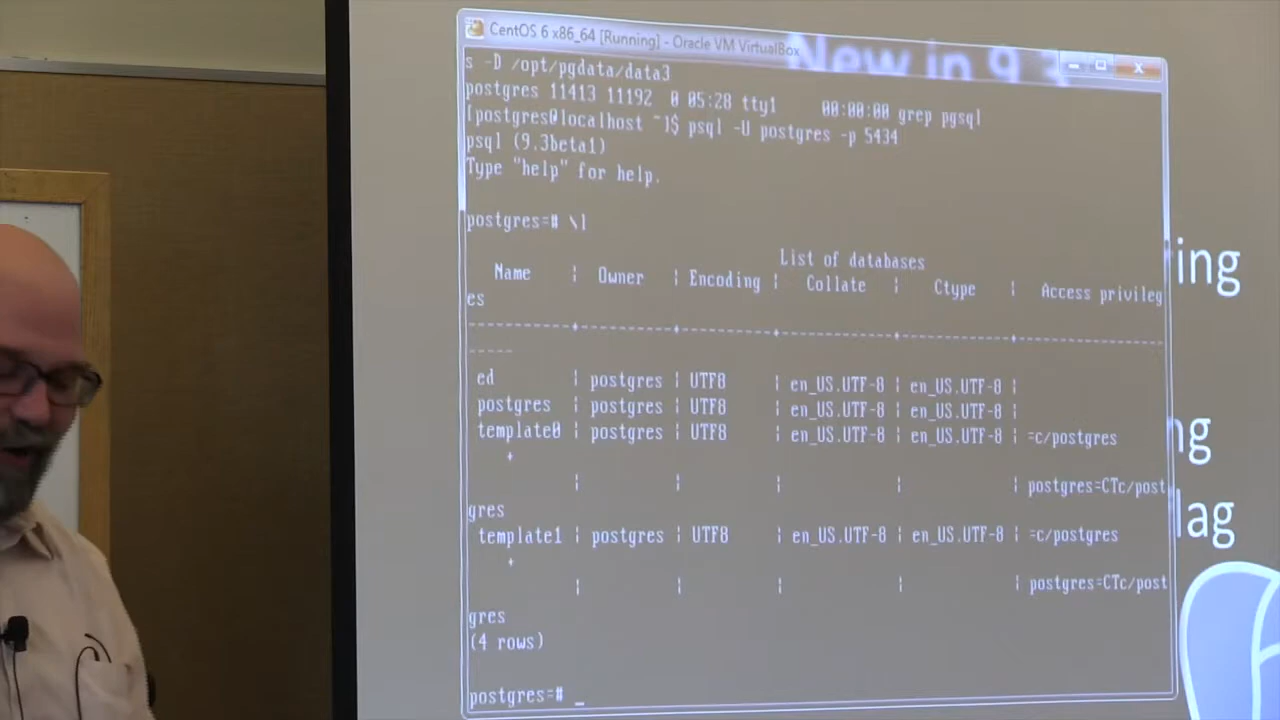 CentOS 6 x86_64 [Running] - Oracle VM VirtualBox
New in 9.3
s -D /opt/pgdata/data3
postgres 11413 11192  0 05:28 tty1     00:00:00 grep pgsql
[postgres@localhost ~]$ psql -U postgres -p 5434
psql (9.3beta1)
Type "help" for help.
postgres=# \l
List of databases
Name | Owner | Encoding | Collate | Ctype | Access privileg
es
-----------+----------+----------+-------------+-------------+-----------------
-----
ed | postgres | UTF8 | en_US.UTF-8 | en_US.UTF-8 |
postgres | postgres | UTF8 | en_US.UTF-8 | en_US.UTF-8 |
template0 | postgres | UTF8 | en_US.UTF-8 | en_US.UTF-8 | =c/postgres
+
| | | | | postgres=CTc/post
gres
template1 | postgres | UTF8 | en_US.UTF-8 | en_US.UTF-8 | =c/postgres
+
| | | | | postgres=CTc/post
gres
(4 rows)
postgres=# _
ing
ng
lag